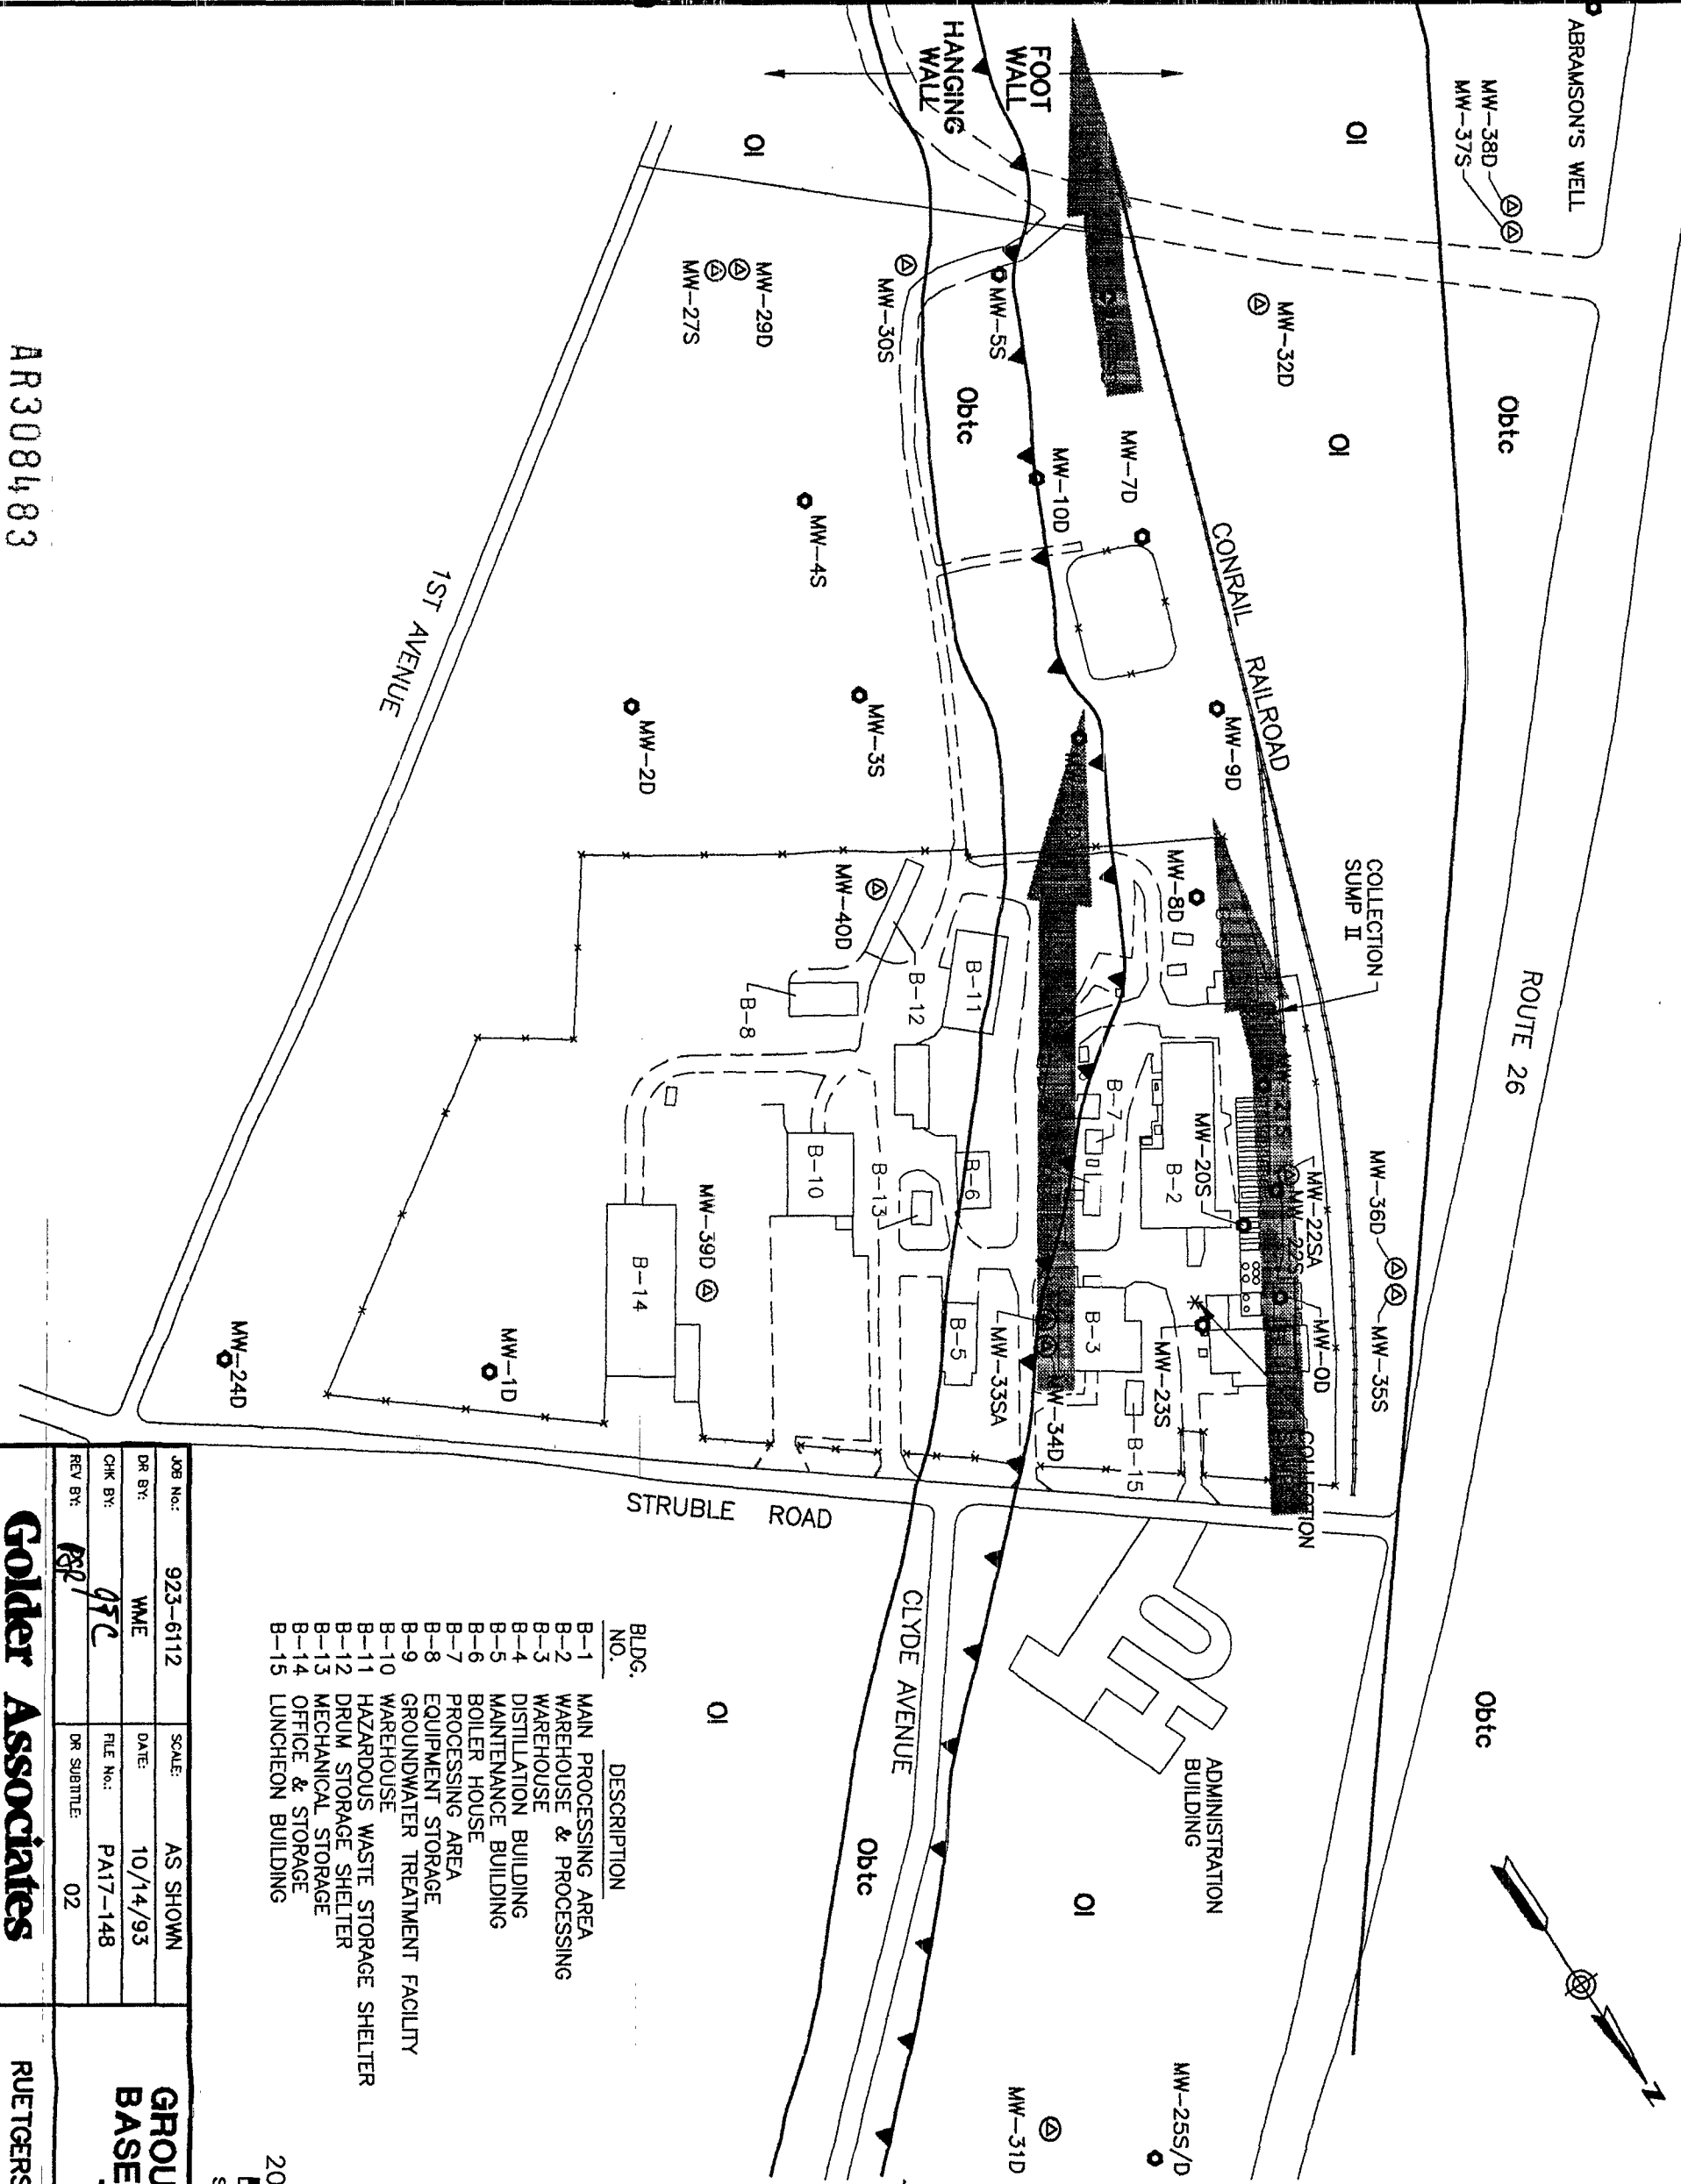 ABRAMSON'S WELL
MW-38D
MW-37S
FOOT
WALL
HANGING
WALL
Ol
Ol
MW-32D
Obtc
Ol
MW-29D
MW-27S
MW-30S
MW-5S
Obtc
MW-10D
MW-7D
CONRAIL RAILROAD
MW-4S
1ST AVENUE
MW-3S
MW-2D
MW-9D
COLLECTION
SUMP II
ROUTE 26
MW-8D
MW-40D
B-12
B-11
B-8
B-7
B-2
MW-20S
MW-22SA
MW-22S
MW-36D
MW-35S
MW-0D
B-6
B-13
B-10
MW-39D
B-14
B-5
MW-33SA
B-3
MW-34D
MW-23S
B-15
COLLECTION
MW-1D
MW-24D
STRUBLE ROAD
CLYDE AVENUE
ADMINISTRATION
BUILDING
Obtc
Ol
Obtc
Ol
MW-25S/D
MW-31D
N
BLDG.
NO. DESCRIPTION
B-1 MAIN PROCESSING AREA
B-2 WAREHOUSE & PROCESSING
B-3 WAREHOUSE
B-4 DISTILLATION BUILDING
B-5 MAINTENANCE BUILDING
B-6 BOILER HOUSE
B-7 PROCESSING AREA
B-8 EQUIPMENT STORAGE
B-9 GROUNDWATER TREATMENT FACILITY
B-10 WAREHOUSE
B-11 HAZARDOUS WASTE STORAGE SHELTER
B-12 DRUM STORAGE SHELTER
B-13 MECHANICAL STORAGE
B-14 OFFICE & STORAGE
B-15 LUNCHEON BUILDING
20
JOB No.: 923-6112 SCALE: AS SHOWN
DR BY: WME DATE: 10/14/93
CHK BY: FILE No.: PA17-148
REV BY: DR SUBTITLE: 02
Golder Associates
GROU
BASE
RUETGERS
AR308483